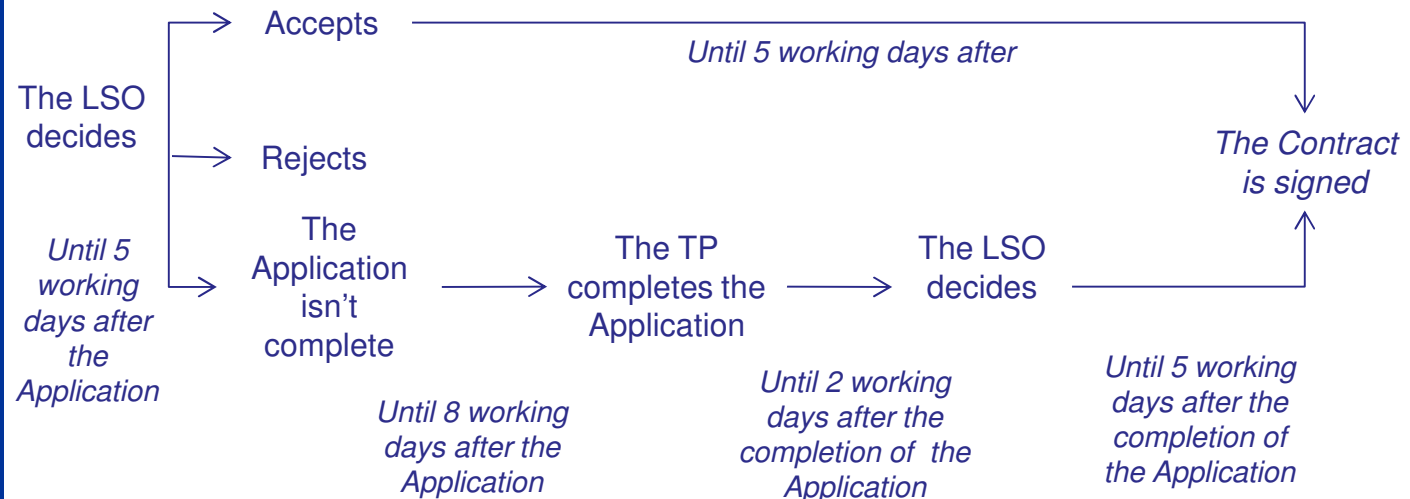 Accepts
Until 5 working days after
The LSO
decides
The Contract
is signed
Rejects
Until 5
working
days after
the
Application
The
Application
isn't
complete
The TP
completes the
Application
The LSO
decides
Until 8 working
days after the
Application
Until 2 working
days after the
completion of the
Application
Until 5 working
days after the
completion of
the Application